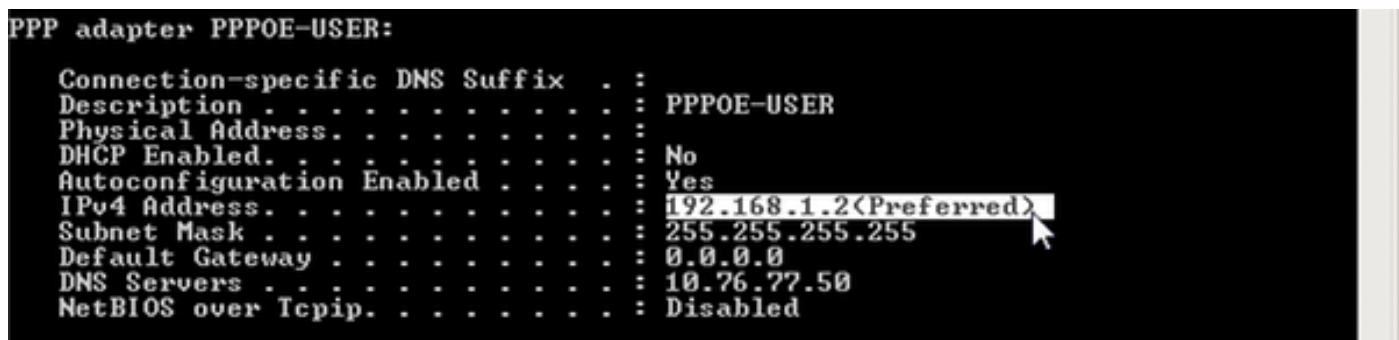 PPP adapter PPPOE-USER:
Connection-specific DNS Suffix . :
Description . . . . . . . . . . . : PPPOE-USER
Physical Address. . . . . . . . . :
DHCP Enabled. . . . . . . . . . . : No
Autoconfiguration Enabled . . . . : Yes
IPv4 Address. . . . . . . . . . . : 192.168.1.2(Preferred)
Subnet Mask . . . . . . . . . . . : 255.255.255.255
Default Gateway . . . . . . . . . : 0.0.0.0
DNS Servers . . . . . . . . . . . : 10.76.77.50
NetBIOS over Tcpip. . . . . . . . : Disabled